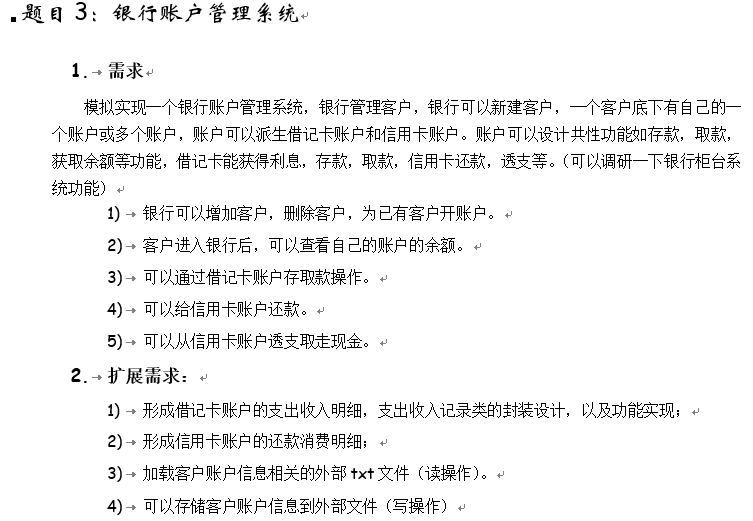 题目 3：银行账户管理系统
1. 需求
模拟实现一个银行账户管理系统，银行管理客户，银行可以新建客户，一个客户底下有自己的一
个账户或多个账户，账户可以派生借记卡账户和信用卡账户。账户可以设计共性功能如存款，取款，
获取余额等功能，借记卡能获得利息，存款，取款，信用卡还款，透支等。（可以调研一下银行柜台系
统功能）
1) 银行可以增加客户，删除客户，为已有客户开账户。
2) 客户进入银行后，可以查看自己的账户的余额。
3) 可以通过借记卡账户存取款操作。
4) 可以给信用卡账户还款。
5) 可以从信用卡账户透支取走现金。
2. 扩展需求：
1) 形成借记卡账户的支出收入明细，支出收入记录类的封装设计，以及功能实现；
2) 形成信用卡账户的还款消费明细；
3) 加载客户账户信息相关的外部 txt 文件（读操作）。
4) 可以存储客户账户信息到外部文件（写操作）